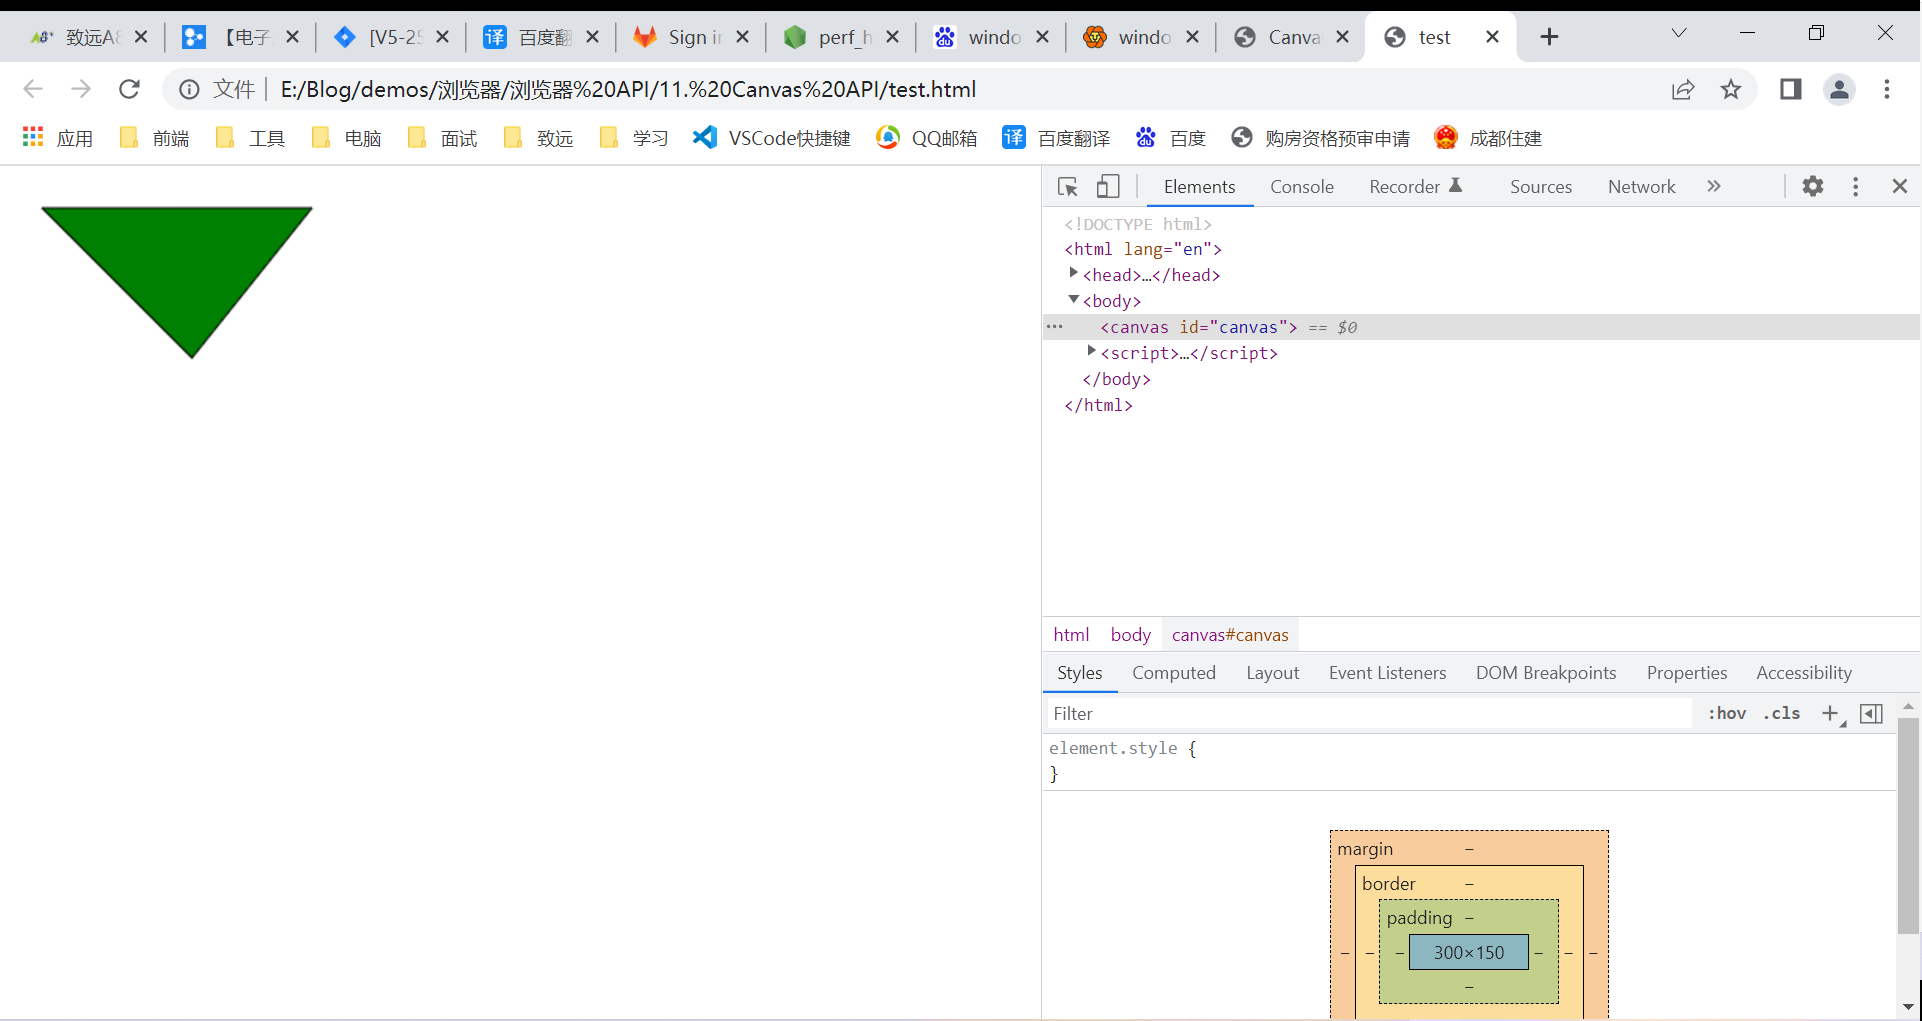 致远A8 【电子 [V5-25 百度翻 Sign in perf_h windo windo Canva test
文件 E:/Blog/demos/浏览器/浏览器%20API/11.%20Canvas%20API/test.html
应用 前端 工具 电脑 面试 致远 学习 VSCode快捷键 QQ邮箱 译 百度翻译 百度 购房资格预审申请 成都住建
Elements Console Recorder Sources Network »
<!DOCTYPE html>
<html lang="en">
<head>…</head>
<body>
… <canvas id="canvas"> == $0
<script>…</script>
</body>
</html>
html body canvas#canvas
Styles Computed Layout Event Listeners DOM Breakpoints Properties Accessibility
Filter :hov .cls
element.style {
}
margin –
border –
padding –
– – – 300×150 – – –
–